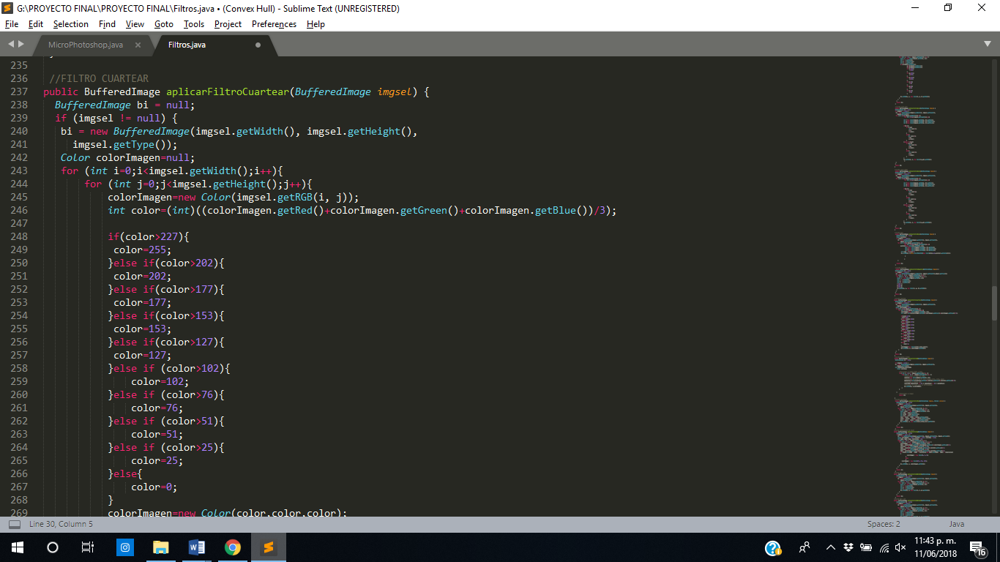 G:\PROYECTO FINAL\PROYECTO FINAL\Filtros.java • (Convex Hull) - Sublime Text (UNREGISTERED)
File Edit Selection Find View Goto Tools Project Preferences Help
MicroPhotoshop.java × Filtros.java
235
236 //FILTRO CUARTEAR
237 public BufferedImage aplicarFiltroCuartear(BufferedImage imgsel) {
238 BufferedImage bi = null;
239 if (imgsel != null) {
240 bi = new BufferedImage(imgsel.getWidth(), imgsel.getHeight(),
241 imgsel.getType());
242 Color colorImagen=null;
243 for (int i=0;i<imgsel.getWidth();i++){
244 for (int j=0;j<imgsel.getHeight();j++){
245 colorImagen=new Color(imgsel.getRGB(i, j));
246 int color=(int)((colorImagen.getRed()+colorImagen.getGreen()+colorImagen.getBlue())/3);
247
248 if(color>227){
249 color=255;
250 }else if(color>202){
251 color=202;
252 }else if(color>177){
253 color=177;
254 }else if(color>153){
255 color=153;
256 }else if(color>127){
257 color=127;
258 }else if (color>102){
259 color=102;
260 }else if (color>76){
261 color=76;
262 }else if (color>51){
263 color=51;
264 }else if (color>25){
265 color=25;
266 }else{
267 color=0;
268 }
269 colorImagen=new Color(color,color,color);
Line 30, Column 5 Spaces: 2 Java
11:43 p. m.
11/06/2018
16